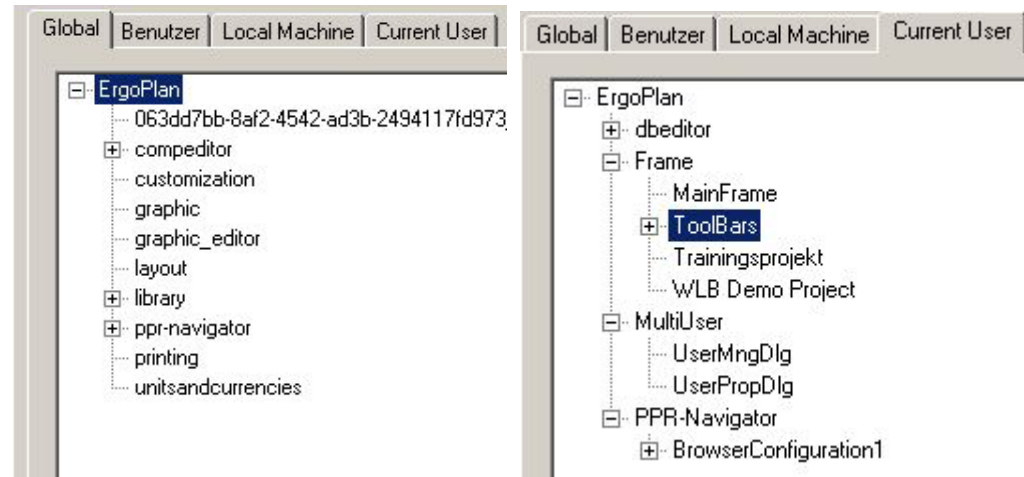 Global Benutzer Local Machine Current User
ErgoPlan
063dd7bb-8af2-4542-ad3b-2494117fd973_
compeditor
customization
graphic
graphic_editor
layout
library
ppr-navigator
printing
unitsandcurrencies
Global Benutzer Local Machine Current User
ErgoPlan
dbeditor
Frame
MainFrame
ToolBars
Trainingsprojekt
WLB Demo Project
MultiUser
UserMngDlg
UserPropDlg
PPR-Navigator
BrowserConfiguration1